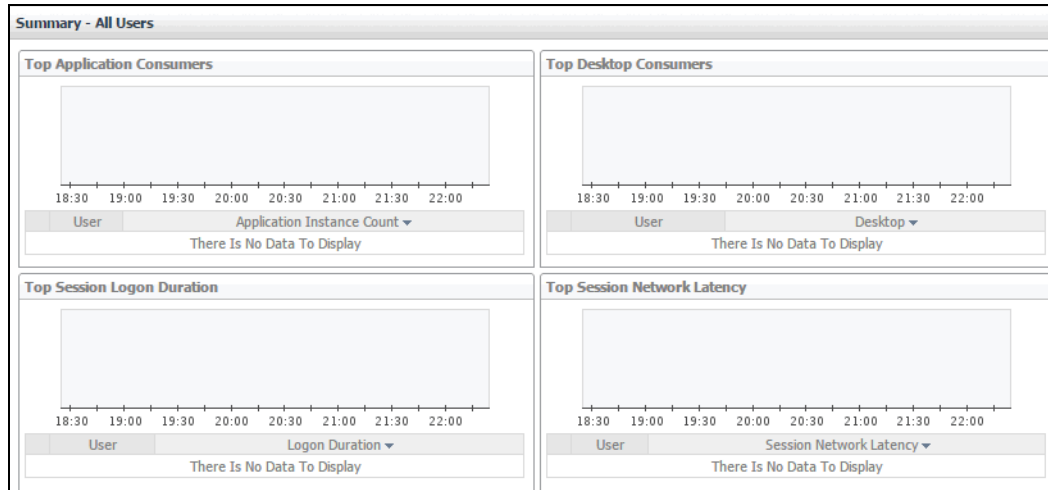 Summary - All Users
Top Application Consumers
18:30 19:00 19:30 20:00 20:30 21:00 21:30 22:00
User Application Instance Count
There Is No Data To Display
Top Desktop Consumers
18:30 19:00 19:30 20:00 20:30 21:00 21:30 22:00
User Desktop
There Is No Data To Display
Top Session Logon Duration
18:30 19:00 19:30 20:00 20:30 21:00 21:30 22:00
User Logon Duration
There Is No Data To Display
Top Session Network Latency
18:30 19:00 19:30 20:00 20:30 21:00 21:30 22:00
User Session Network Latency
There Is No Data To Display